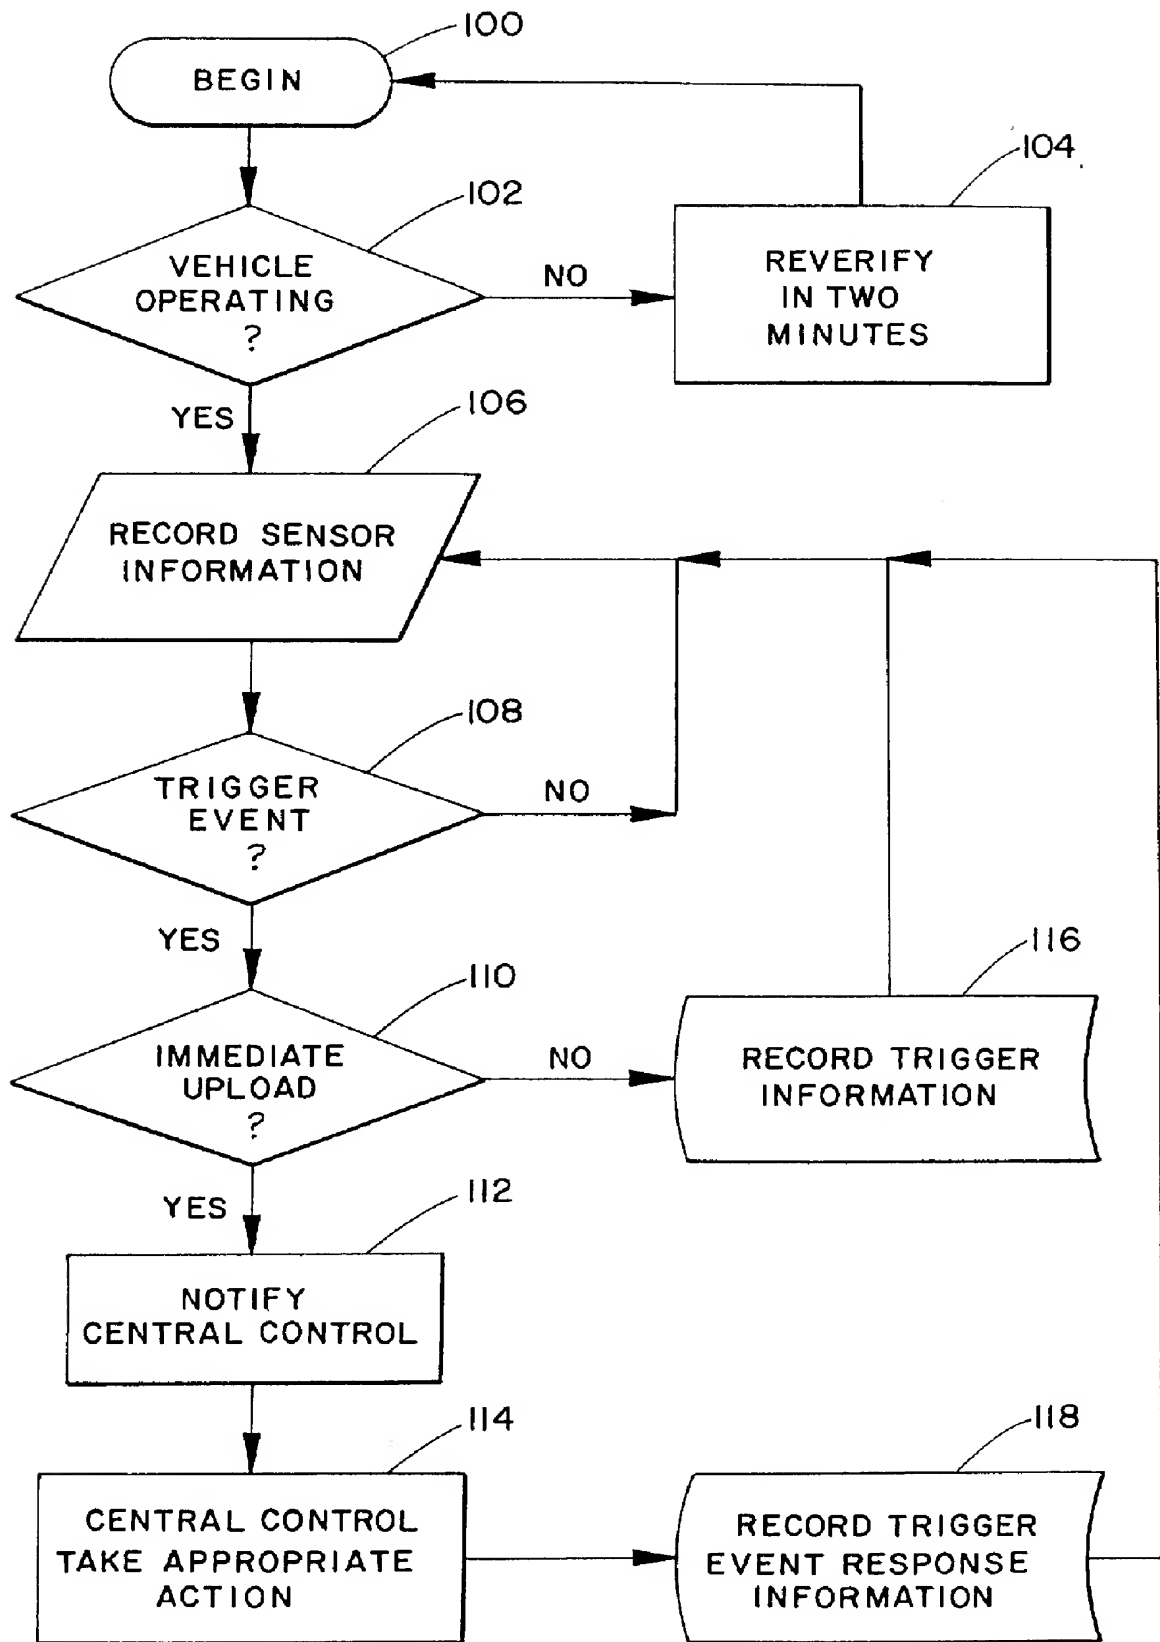 100
BEGIN
104
102
VEHICLE
OPERATING
?
NO
REVERIFY
IN TWO
MINUTES
YES
106
RECORD SENSOR
INFORMATION
108
TRIGGER
EVENT
?
NO
YES
110
116
IMMEDIATE
UPLOAD
?
NO
RECORD TRIGGER
INFORMATION
YES
112
NOTIFY
CENTRAL CONTROL
114
118
CENTRAL CONTROL
TAKE APPROPRIATE
ACTION
RECORD TRIGGER
EVENT RESPONSE
INFORMATION